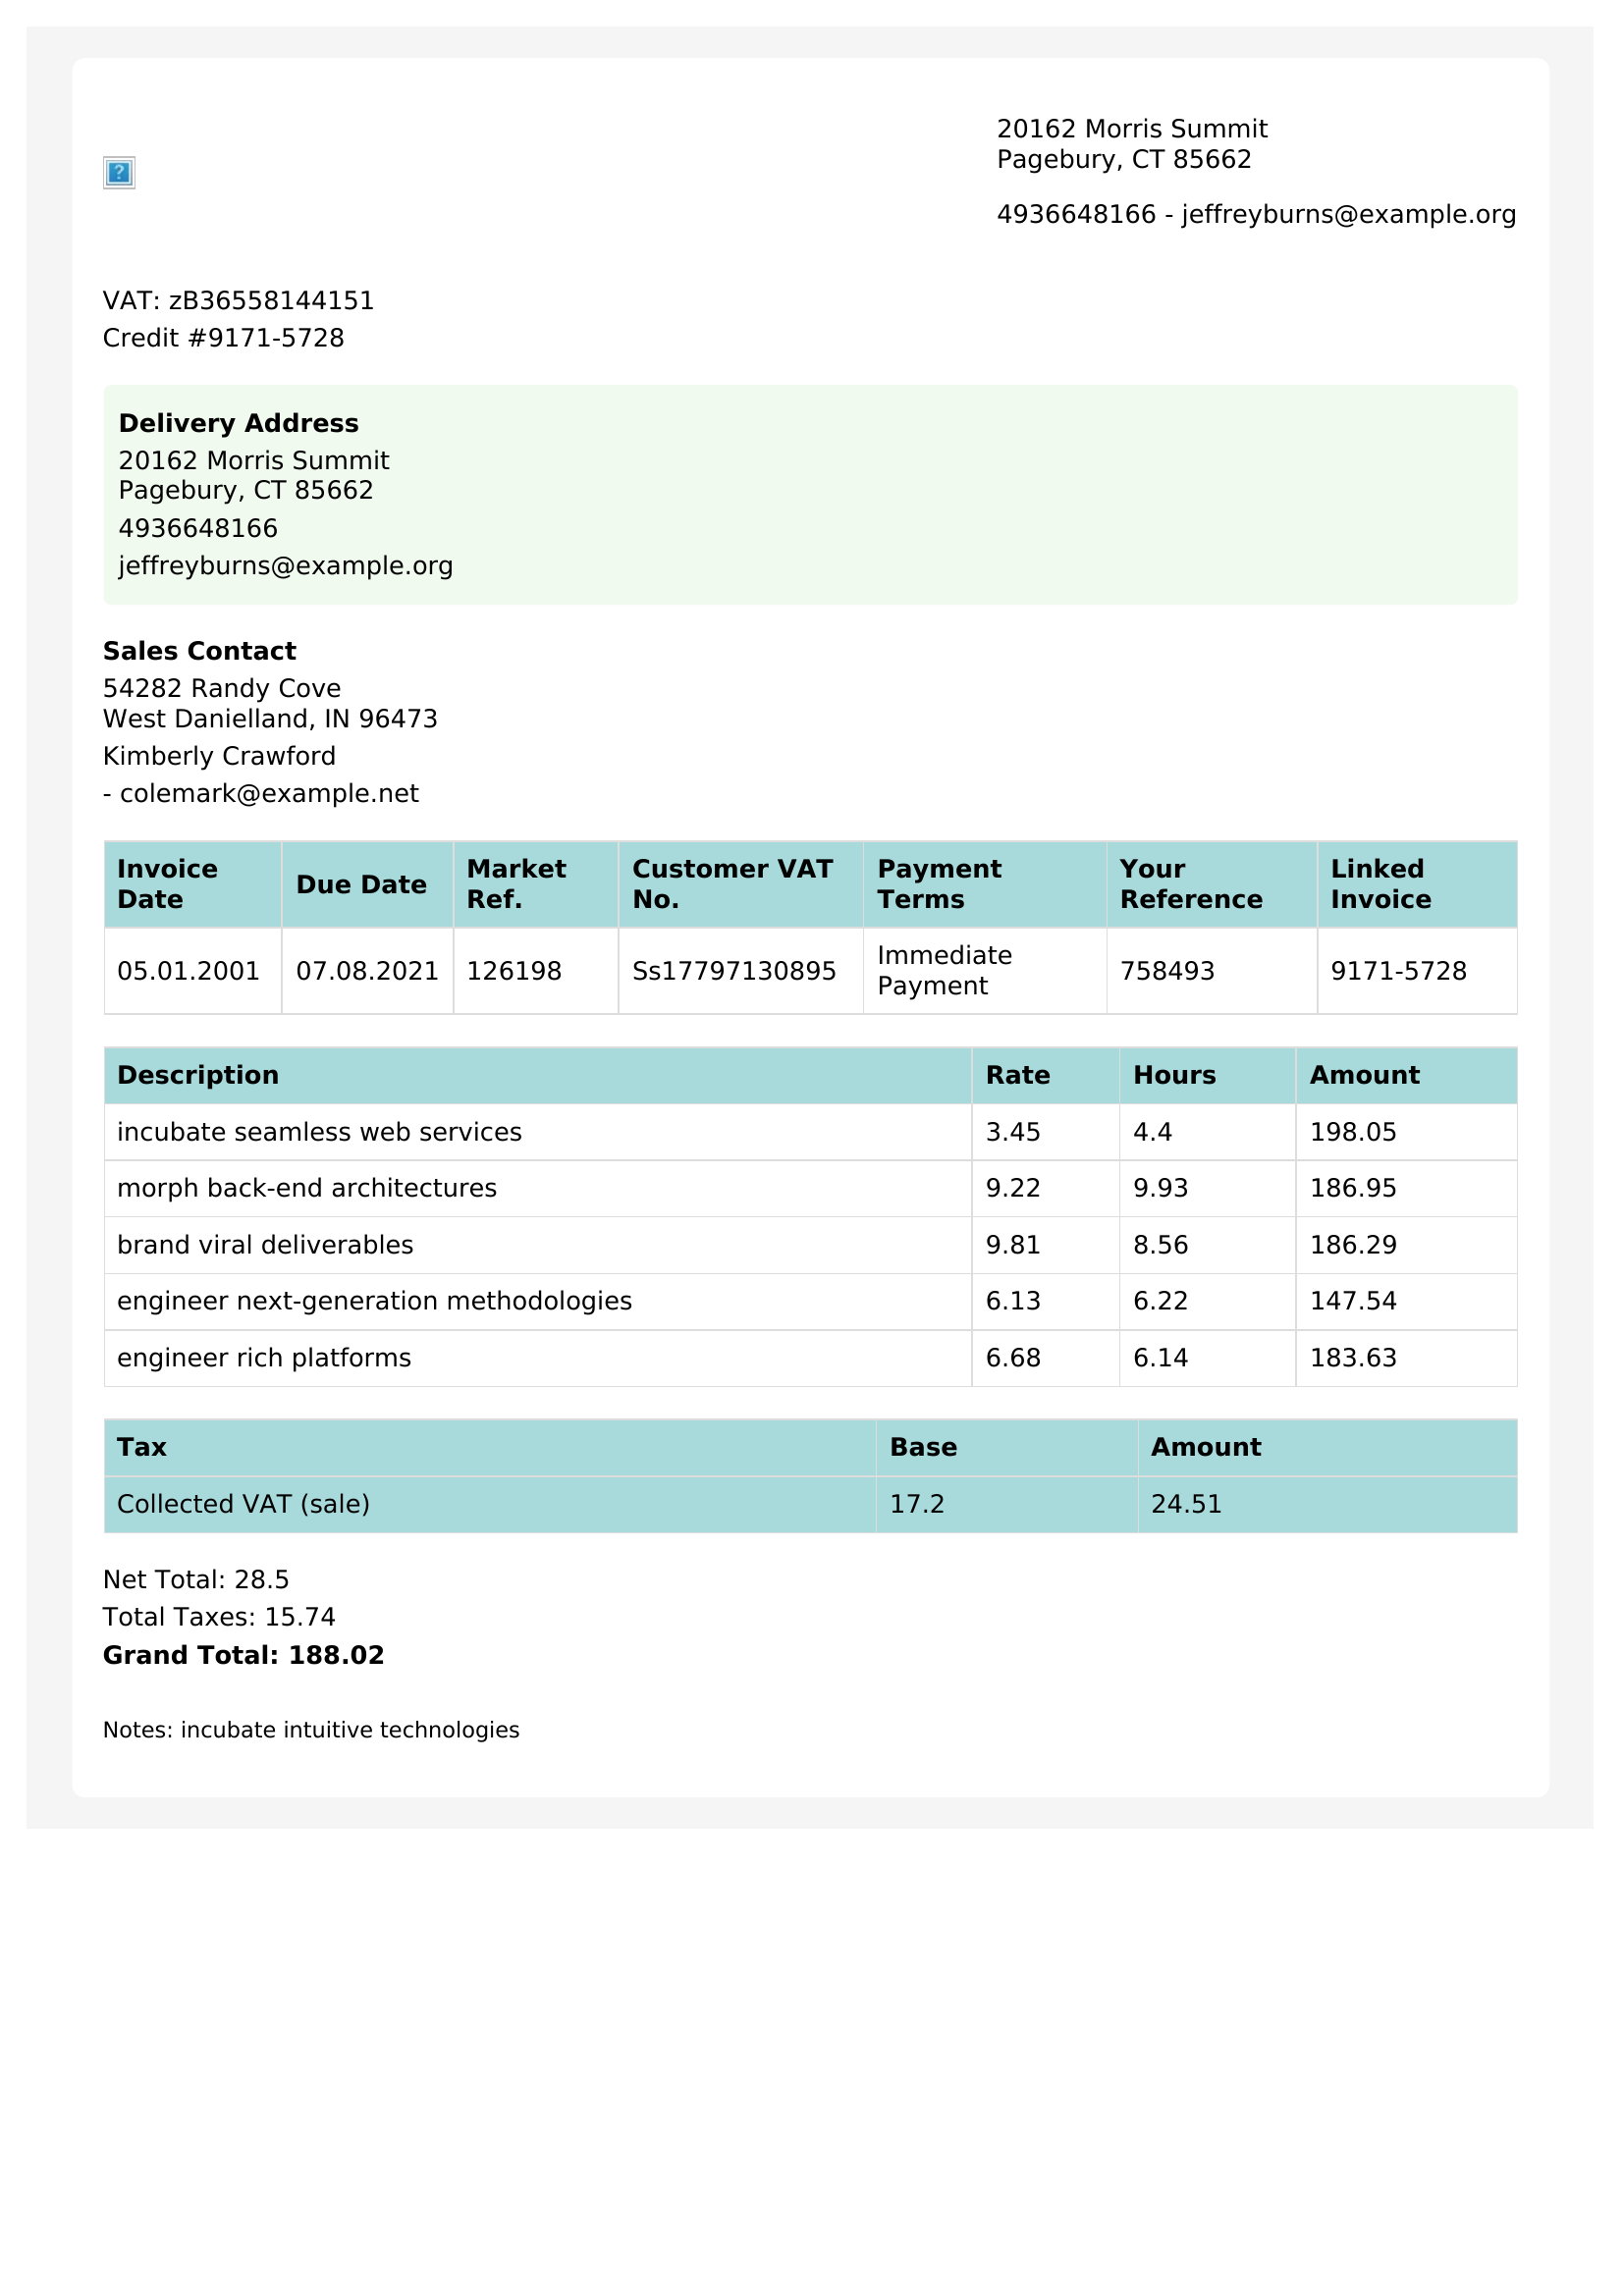 20162 Morris Summit
Pagebury, CT 85662
4936648166 - jeffreyburns@example.org
VAT: zB36558144151
Credit #9171-5728
Delivery Address
20162 Morris Summit
Pagebury, CT 85662
4936648166
jeffreyburns@example.org
Sales Contact
54282 Randy Cove
West Danielland, IN 96473
Kimberly Crawford
- colemark@example.net
Invoice Date Due Date Market Ref. Customer VAT No. Payment Terms Your Reference Linked Invoice
05.01.2001 07.08.2021 126198 Ss17797130895 Immediate Payment 758493 9171-5728
Description Rate Hours Amount
incubate seamless web services 3.45 4.4 198.05
morph back-end architectures 9.22 9.93 186.95
brand viral deliverables 9.81 8.56 186.29
engineer next-generation methodologies 6.13 6.22 147.54
engineer rich platforms 6.68 6.14 183.63
Tax Base Amount
Collected VAT (sale) 17.2 24.51
Net Total: 28.5
Total Taxes: 15.74
Grand Total: 188.02
Notes: incubate intuitive technologies